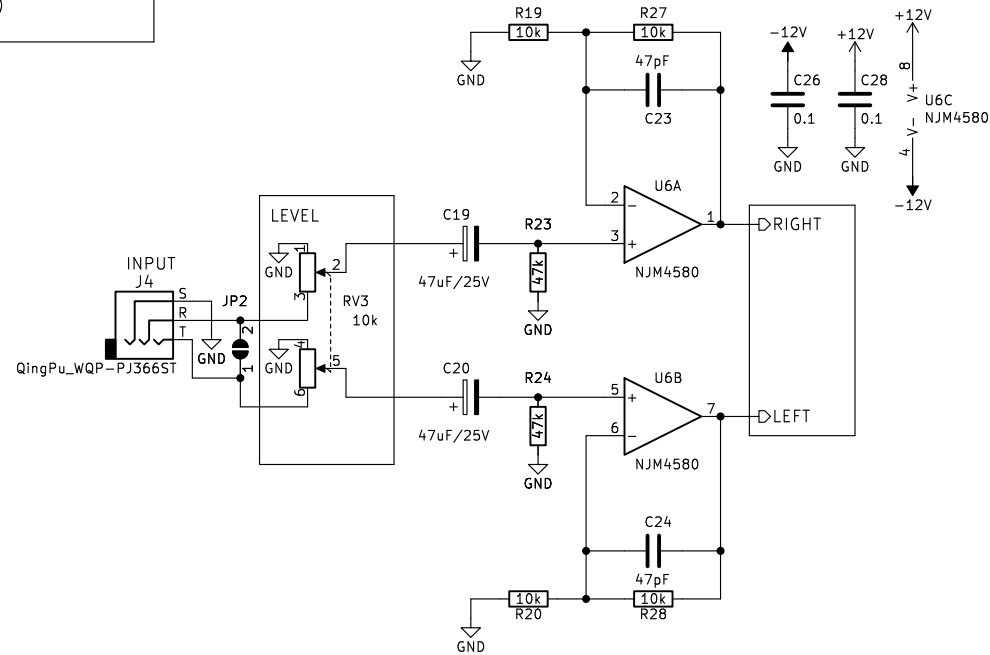 )
R19
10k
GND
R27
10k
47pF
C23
-12V
C26
0.1
GND
+12V
C28
0.1
GND
+12V
8
V+
U6C
NJM4580
V-
4
-12V
U6A
2
-
3
+
1
NJM4580
RIGHT
LEVEL
1
GND
2
3
RV3
10k
4
GND
5
6
C19
+
47uF/25V
R23
47k
GND
INPUT
J4
S
R
T
GND
QingPu_WQP-PJ366ST
JP2
2
1
C20
+
47uF/25V
R24
47k
GND
U6B
5
+
6
-
7
NJM4580
LEFT
C24
47pF
10k
R20
GND
10k
R28